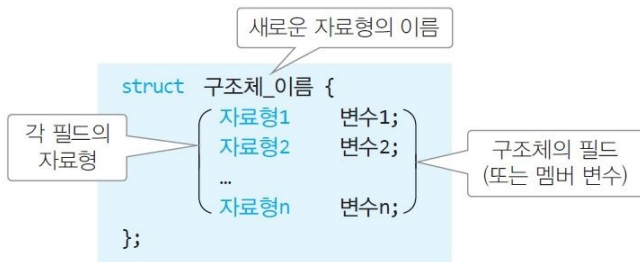 새로운 자료형의 이름
struct 구조체_이름 {
자료형1 변수1;
자료형2 변수2;
…
자료형n 변수n;
};
각 필드의
자료형
구조체의 필드
(또는 멤버 변수)